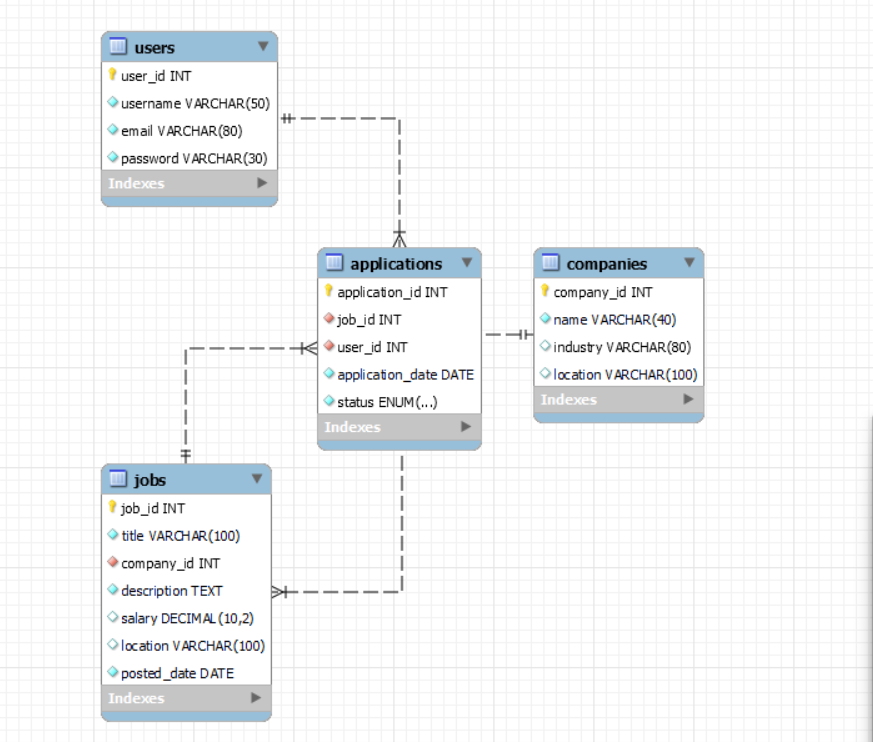 users
user_id INT
username VARCHAR(50)
email VARCHAR(80)
password VARCHAR(30)
Indexes
applications
application_id INT
job_id INT
user_id INT
application_date DATE
status ENUM(...)
Indexes
companies
company_id INT
name VARCHAR(40)
industry VARCHAR(80)
location VARCHAR(100)
Indexes
jobs
job_id INT
title VARCHAR(100)
company_id INT
description TEXT
salary DECIMAL(10,2)
location VARCHAR(100)
posted_date DATE
Indexes